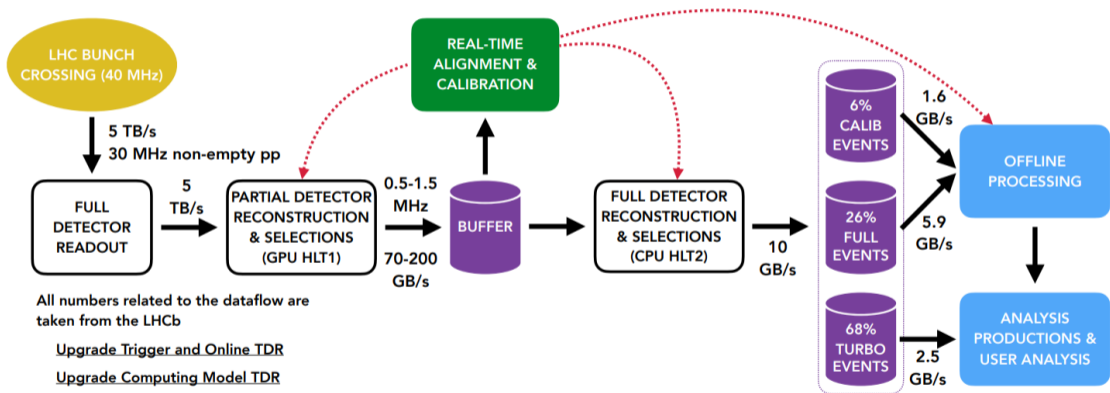 LHC BUNCH
CROSSING (40 MHz)
5 TB/s
30 MHz non-empty pp
FULL
DETECTOR
READOUT
5
TB/s
PARTIAL DETECTOR
RECONSTRUCTION
& SELECTIONS
(GPU HLT1)
0.5-1.5
MHz
70-200
GB/s
REAL-TIME
ALIGNMENT &
CALIBRATION
BUFFER
FULL DETECTOR
RECONSTRUCTION
& SELECTIONS
(CPU HLT2)
10
GB/s
6%
CALIB
EVENTS
26%
FULL
EVENTS
68%
TURBO
EVENTS
1.6
GB/s
5.9
GB/s
2.5
GB/s
OFFLINE
PROCESSING
ANALYSIS
PRODUCTIONS &
USER ANALYSIS
All numbers related to the dataflow are
taken from the LHCb
Upgrade Trigger and Online TDR
Upgrade Computing Model TDR